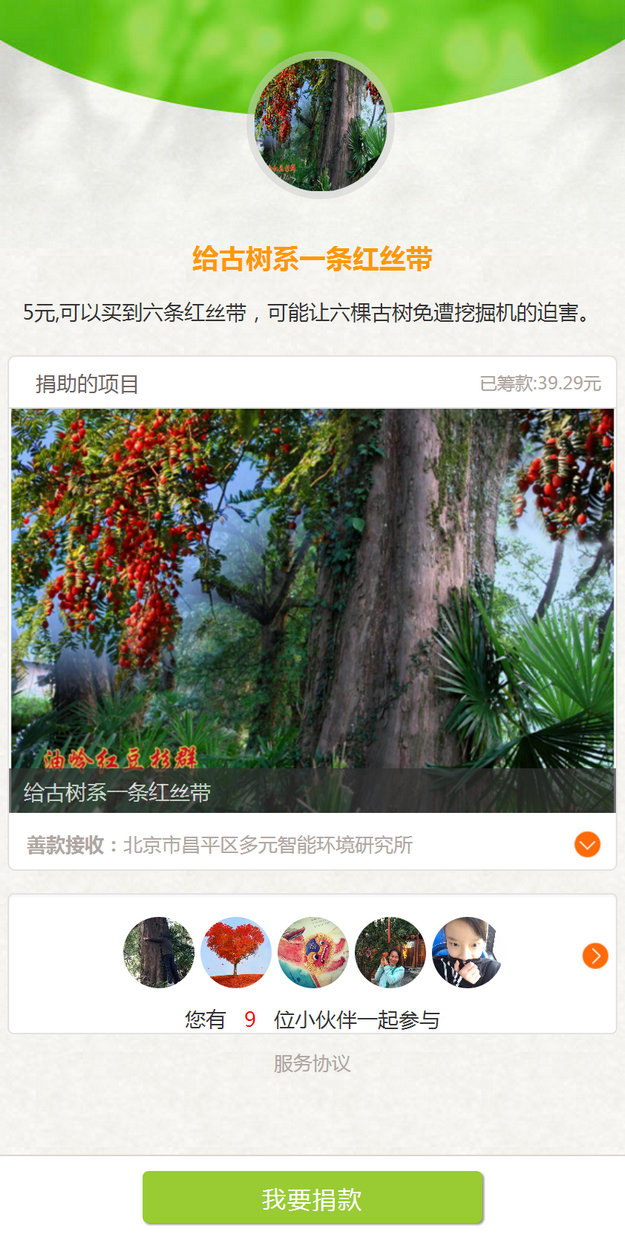 给古树系一条红丝带
5元,可以买到六条红丝带，可能让六棵古树免遭挖掘机的迫害。
捐助的项目
已筹款:39.29元
油岭红豆杉群
给古树系一条红丝带
善款接收：北京市昌平区多元智能环境研究所
您有 9 位小伙伴一起参与
服务协议
我要捐款